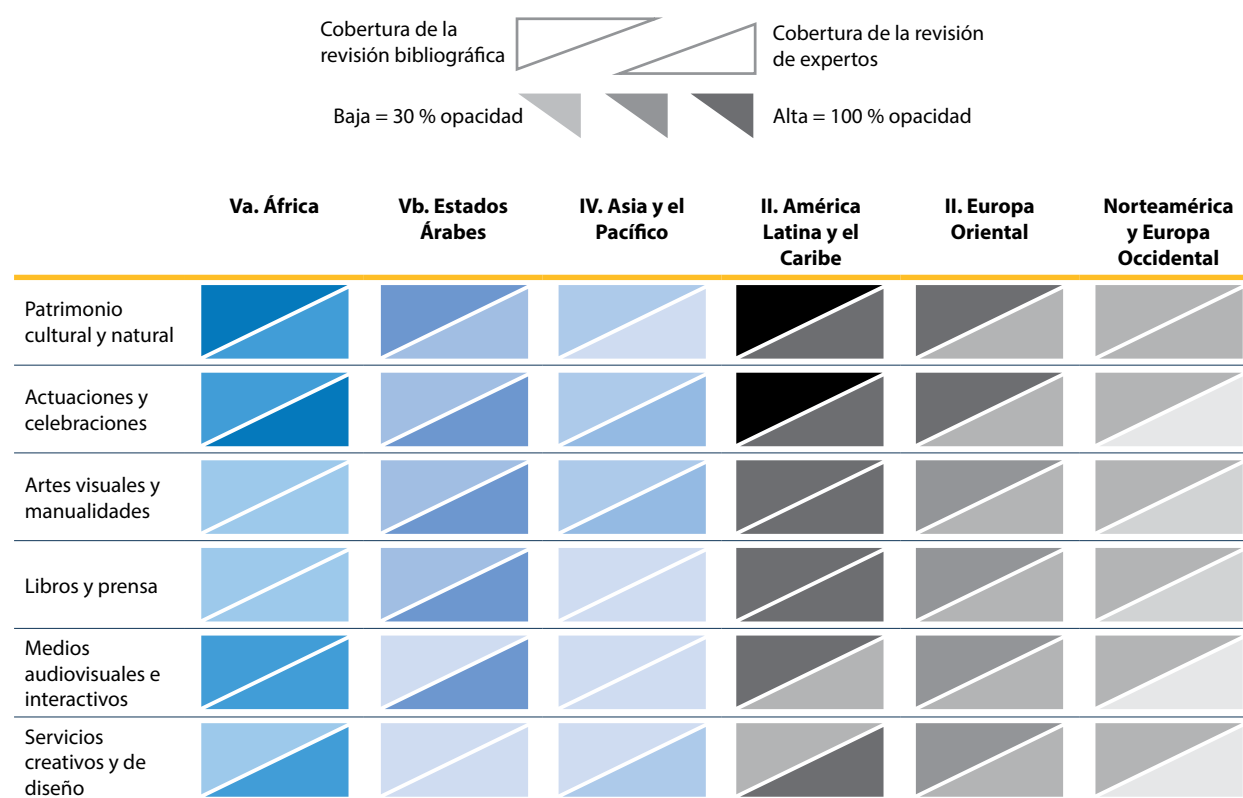 Cobertura de la
revisión bibliográfica
Cobertura de la revisión
de expertos
Baja = 30 % opacidad
Alta = 100 % opacidad
Va. África
Vb. Estados
Árabes
IV. Asia y el
Pacífico
II. América
Latina y el
Caribe
II. Europa
Oriental
Norteamérica
y Europa
Occidental
Patrimonio
cultural y natural
Actuaciones y
celebraciones
Artes visuales y
manualidades
Libros y prensa
Medios
audiovisuales e
interactivos
Servicios
creativos y de
diseño